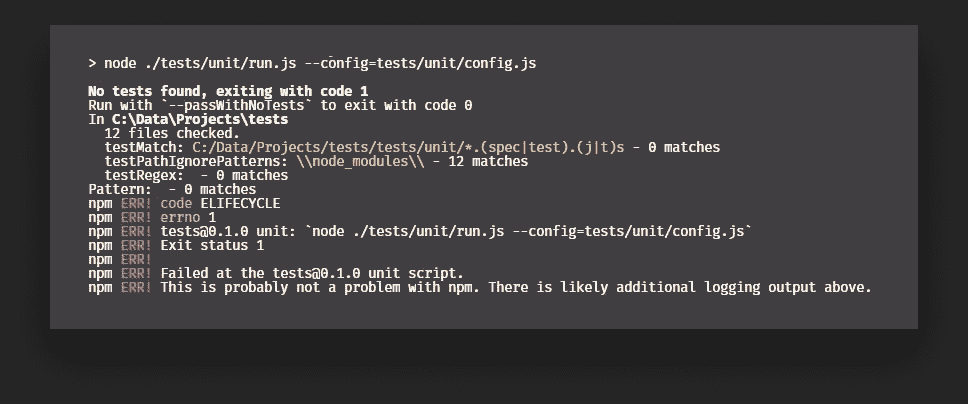 > node ./tests/unit/run.js --config=tests/unit/config.js
No tests found, exiting with code 1
Run with `--passWithNoTests` to exit with code 0
In C:\Data\Projects\tests
12 files checked.
testMatch: C:/Data/Projects/tests/tests/unit/*.(spec|test).(j|t)s - 0 matches
testPathIgnorePatterns: \\node_modules\\ - 12 matches
testRegex:  - 0 matches
Pattern:  - 0 matches
npm ERR! code ELIFECYCLE
npm ERR! errno 1
npm ERR! tests@0.1.0 unit: `node ./tests/unit/run.js --config=tests/unit/config.js`
npm ERR! Exit status 1
npm ERR!
npm ERR! Failed at the tests@0.1.0 unit script.
npm ERR! This is probably not a problem with npm. There is likely additional logging output above.